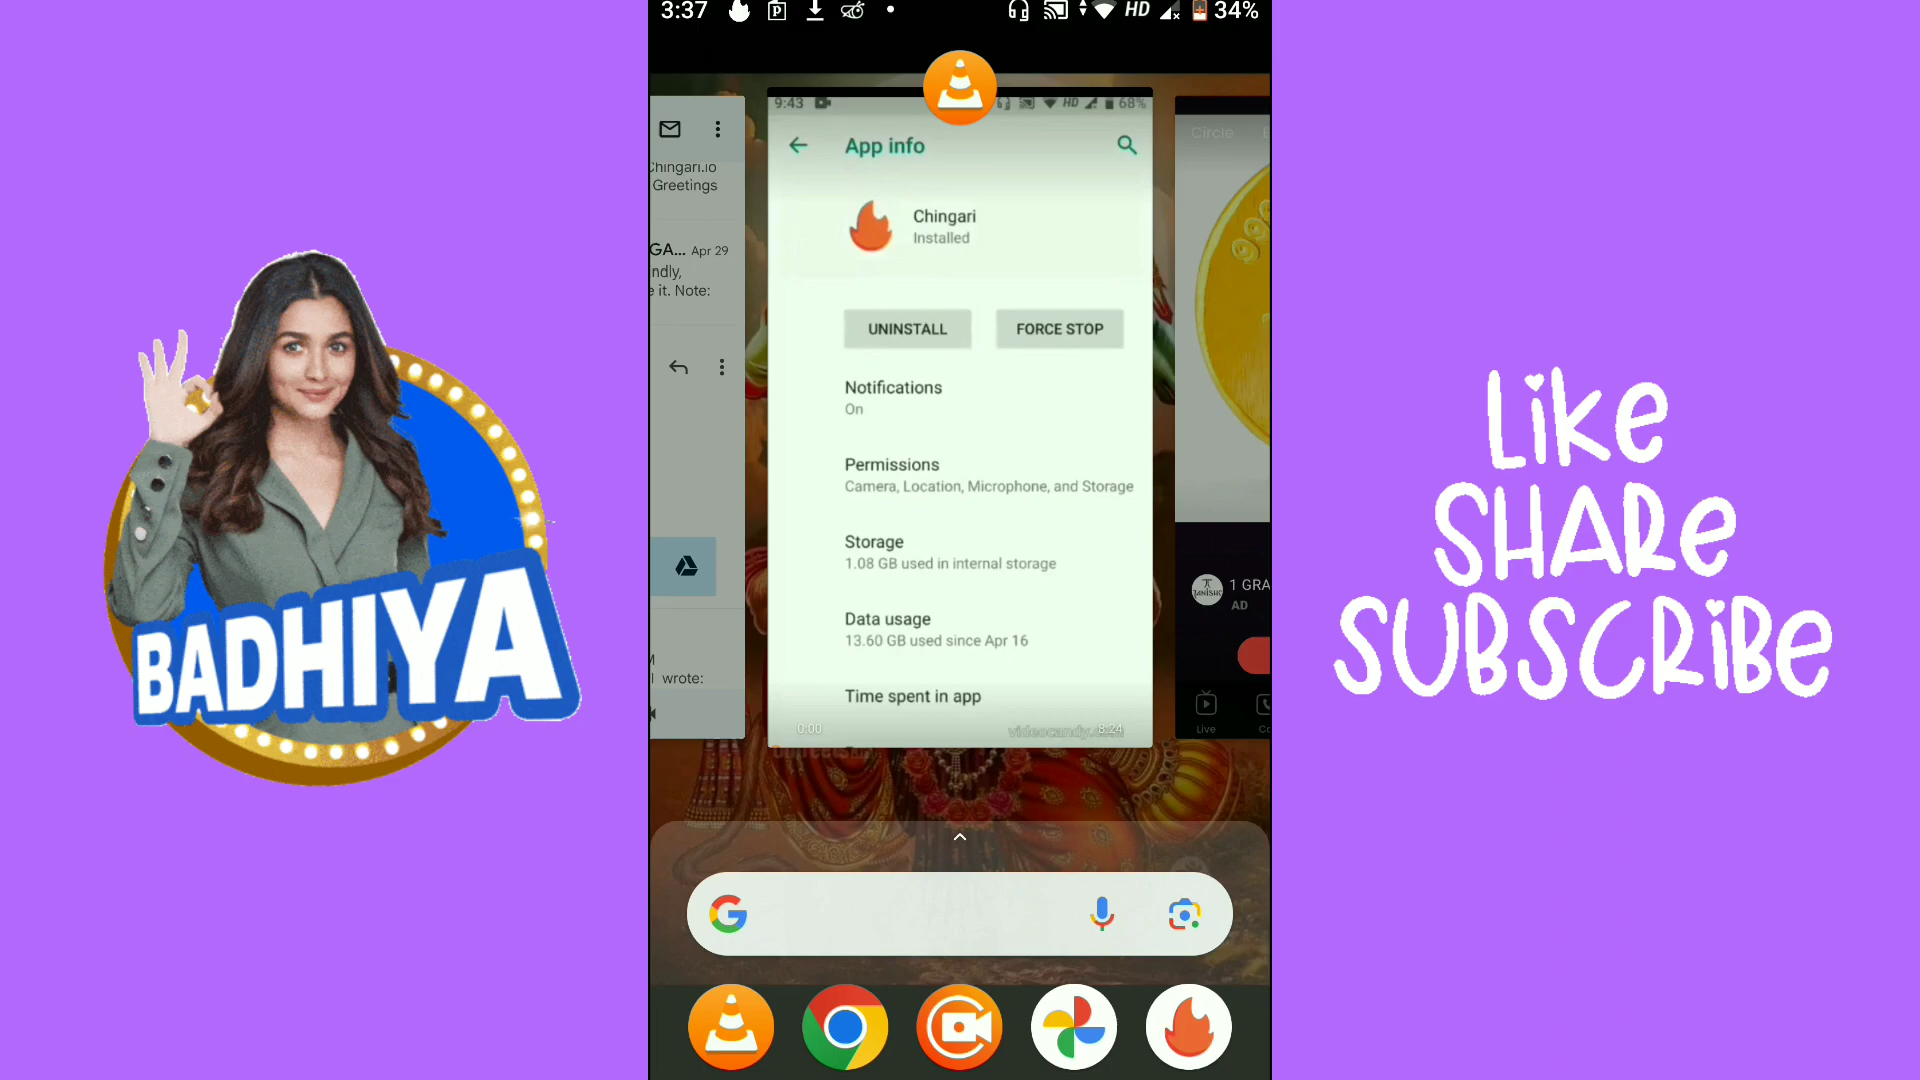 3:37
HD
34%
9:43
HD
68%
App info
Chingari
Installed
UNINSTALL
FORCE STOP
Notifications
On
Permissions
Camera, Location, Microphone, and Storage
Storage
1.08 GB used in internal storage
Data usage
13.60 GB used since Apr 16
Time spent in app
0:00
8:24
Chingari.io
Greetings
GA... Apr 29
ndly,
e it. Note:
wrote:
Circle
1 GRA
AD
TANISHQ
Live
BADHIYA
LIKE
SHARE
SUBSCRIBE